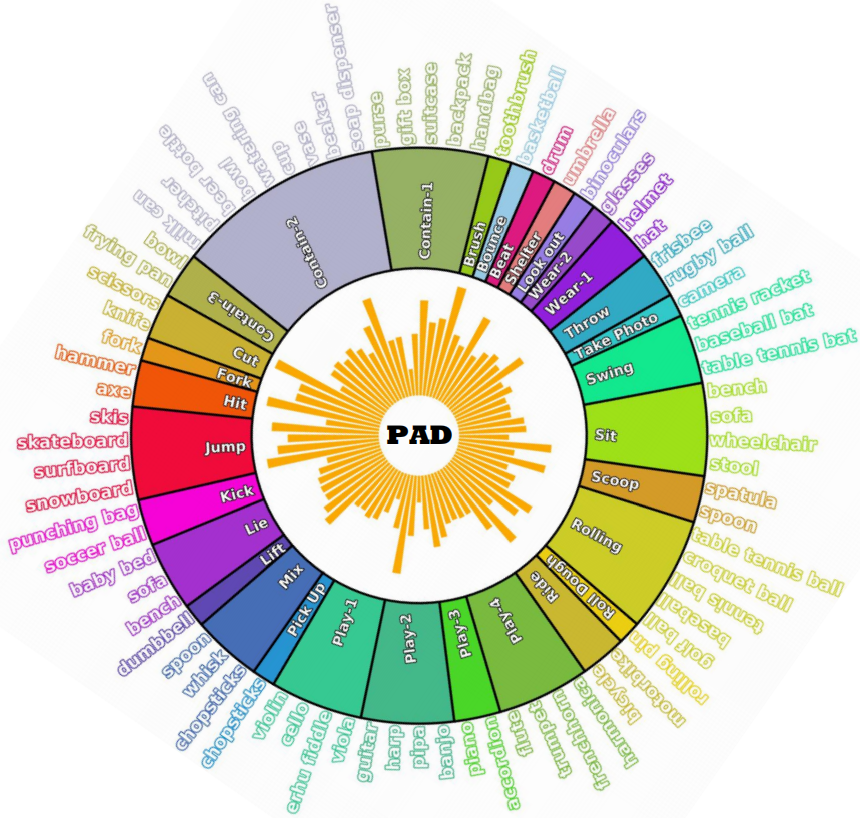 PAD
Contain-1
Brush
Bounce
Beat
Shelter
Look out
Wear-2
Wear-1
Throw
Take Photo
Swing
Sit
Scoop
Rolling
Roll Dough
Ride
Play-4
Play-3
Play-2
Play-1
Pick Up
Mix
Lift
Lie
Kick
Jump
Hit
Fork
Cut
Contain-3
Contain-2
purse
gift box
suitcase
backpack
handbag
toothbrush
basketball
drum
umbrella
binoculars
glasses
helmet
hat
frisbee
rugby ball
camera
tennis racket
baseball bat
table tennis bat
bench
sofa
wheelchair
stool
spatula
spoon
table tennis ball
croquet ball
tennis ball
baseball
golf ball
rolling pin
motorbike
bicycle
harmonica
frenchhorn
trumpet
flute
accordion
piano
banjo
pipa
harp
guitar
viola
erhu fiddle
cello
violin
chopsticks
chopsticks
whisk
spoon
dumbbell
bench
sofa
baby bed
soccer ball
punching bag
snowboard
surfboard
skateboard
skis
axe
hammer
fork
knife
scissors
frying pan
bowl
milk can
pitcher
beer bottle
bowl
watering can
cup
vase
beaker
soap dispenser